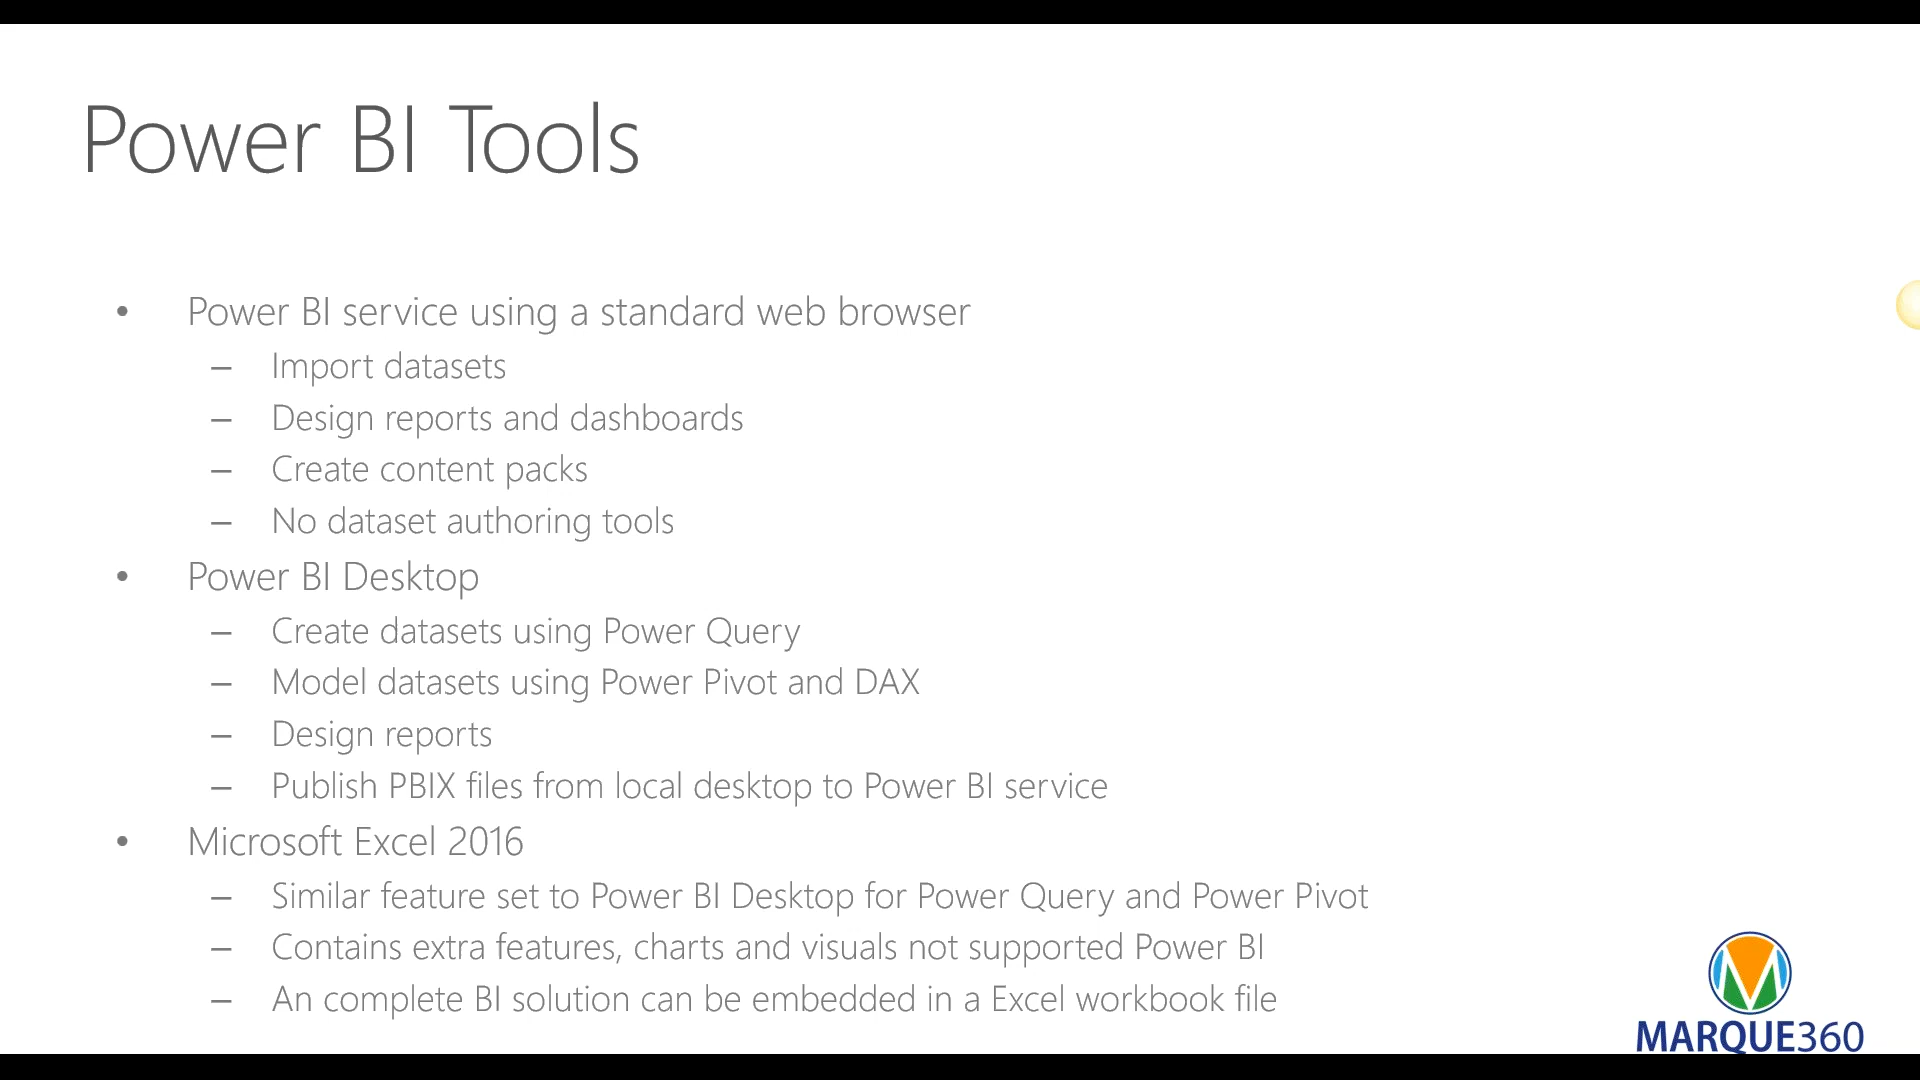 Power BI Tools
• Power BI service using a standard web browser
– Import datasets
– Design reports and dashboards
– Create content packs
– No dataset authoring tools
• Power BI Desktop
– Create datasets using Power Query
– Model datasets using Power Pivot and DAX
– Design reports
– Publish PBIX files from local desktop to Power BI service
• Microsoft Excel 2016
– Similar feature set to Power BI Desktop for Power Query and Power Pivot
– Contains extra features, charts and visuals not supported Power BI
– An complete BI solution can be embedded in a Excel workbook file
MARQUE360